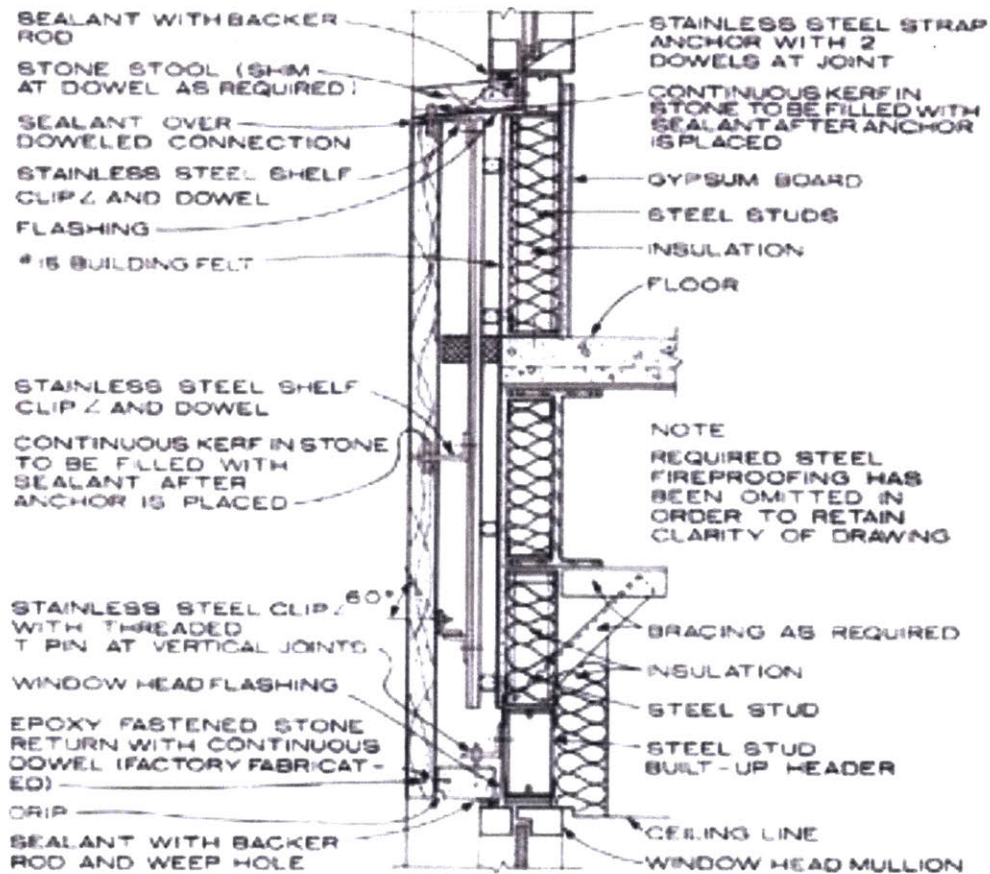 SEALANT WITH BACKER
ROD
STONE STOOL (SHIM
AT DOWEL AS REQUIRED)
SEALANT OVER
DOWELED CONNECTION
STAINLESS STEEL SHELF
CLIP ∠ AND DOWEL
FLASHING
#15 BUILDING FELT
STAINLESS STEEL SHELF
CLIP ∠ AND DOWEL
CONTINUOUS KERF IN STONE
TO BE FILLED WITH
SEALANT AFTER
ANCHOR IS PLACED
STAINLESS STEEL CLIP ∠
WITH THREADED
T PIN AT VERTICAL JOINTS
60°
WINDOW HEAD FLASHING
EPOXY FASTENED STONE
RETURN WITH CONTINUOUS
DOWEL (FACTORY FABRICAT-
ED)
DRIP
SEALANT WITH BACKER
ROD AND WEEP HOLE
STAINLESS STEEL STRAP
ANCHOR WITH 2
DOWELS AT JOINT
CONTINUOUS KERF IN
STONE TO BE FILLED WITH
SEALANT AFTER ANCHOR
IS PLACED
GYPSUM BOARD
STEEL STUDS
INSULATION
FLOOR
NOTE
REQUIRED STEEL
FIREPROOFING HAS
BEEN OMITTED IN
ORDER TO RETAIN
CLARITY OF DRAWING
BRACING AS REQUIRED
INSULATION
STEEL STUD
STEEL STUD
BUILT-UP HEADER
CEILING LINE
WINDOW HEAD MULLION